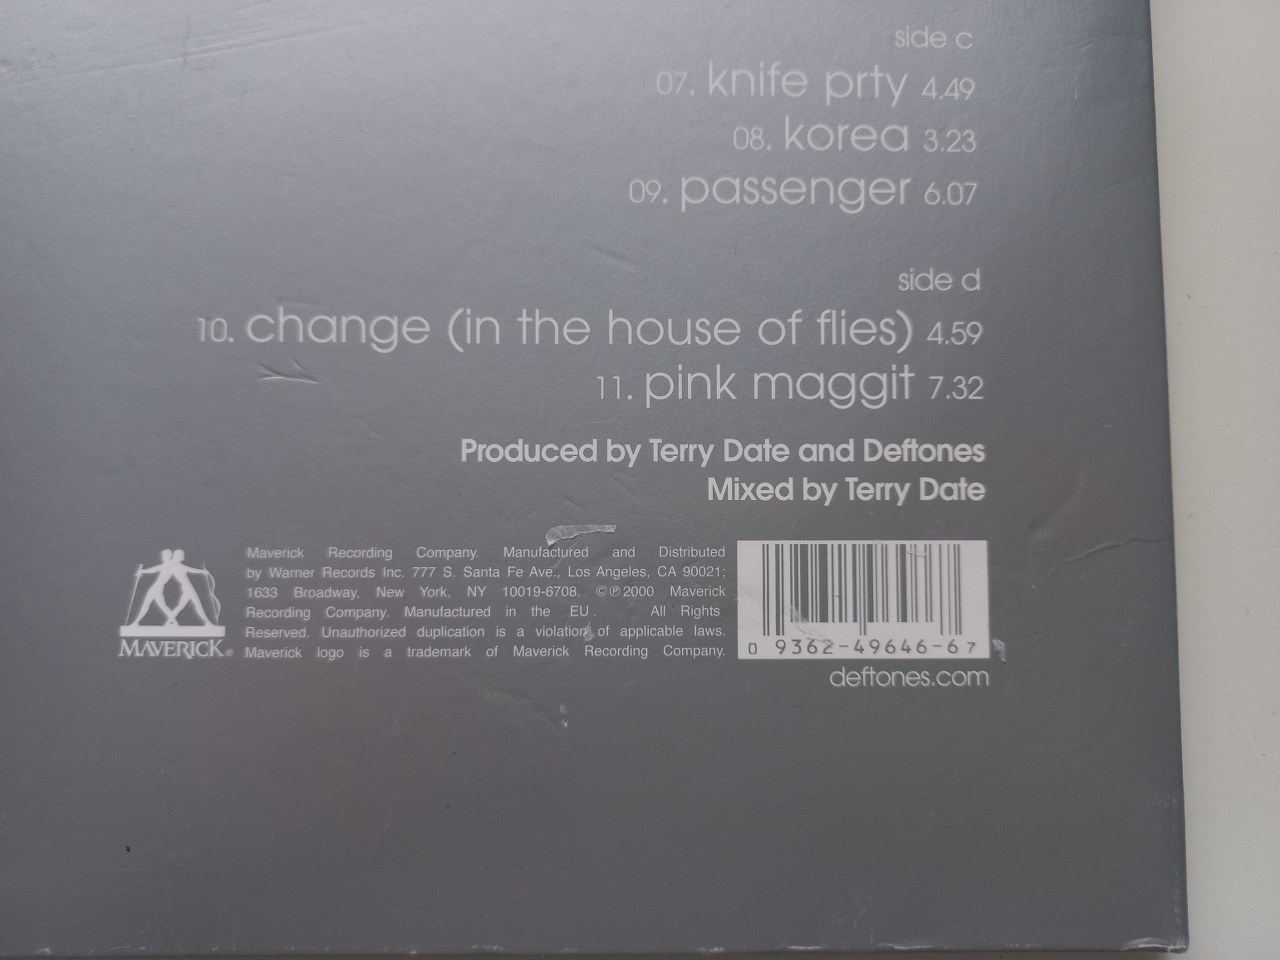 side c
07. knife prty 4.49
08. korea 3.23
09. passenger 6.07
side d
10. change (in the house of flies) 4.59
11. pink maggit 7.32
Produced by Terry Date and Deftones
Mixed by Terry Date
Maverick Recording Company. Manufactured and Distributed
by Warner Records Inc. 777 S. Santa Fe Ave., Los Angeles, CA 90021;
1633 Broadway, New York, NY 10019-6708. ©℗2000 Maverick
Recording Company. Manufactured in the EU. All Rights
Reserved. Unauthorized duplication is a violation of applicable laws.
Maverick logo is a trademark of Maverick Recording Company.
MAVERICK®
0 9362-49646-6 7
deftones.com